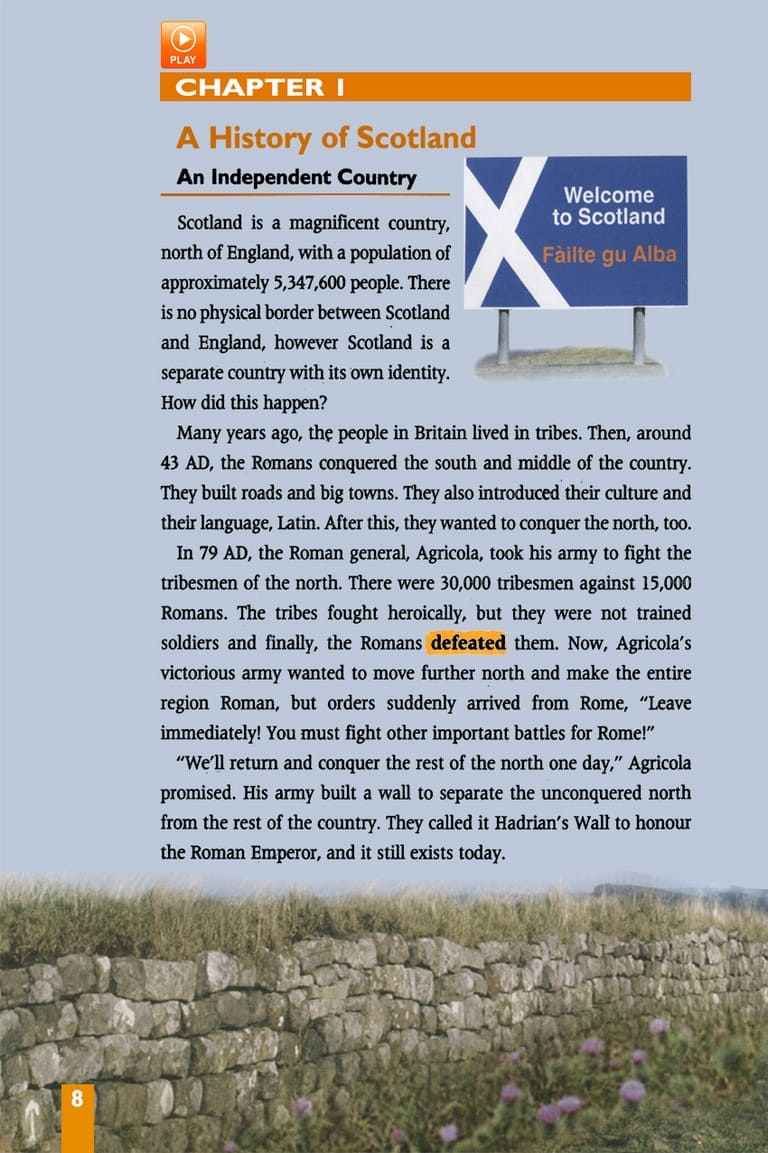 PLAY
CHAPTER 1
A History of Scotland
An Independent Country
Welcome
to Scotland
Fàilte gu Alba
Scotland is a magnificent country,
north of England, with a population of
approximately 5,347,600 people. There
is no physical border between Scotland
and England, however Scotland is a
separate country with its own identity.
How did this happen?
Many years ago, the people in Britain lived in tribes. Then, around
43 AD, the Romans conquered the south and middle of the country.
They built roads and big towns. They also introduced their culture and
their language, Latin. After this, they wanted to conquer the north, too.
In 79 AD, the Roman general, Agricola, took his army to fight the
tribesmen of the north. There were 30,000 tribesmen against 15,000
Romans. The tribes fought heroically, but they were not trained
soldiers and finally, the Romans defeated them. Now, Agricola's
victorious army wanted to move further north and make the entire
region Roman, but orders suddenly arrived from Rome, "Leave
immediately! You must fight other important battles for Rome!"
"We'll return and conquer the rest of the north one day," Agricola
promised. His army built a wall to separate the unconquered north
from the rest of the country. They called it Hadrian's Wall to honour
the Roman Emperor, and it still exists today.
8